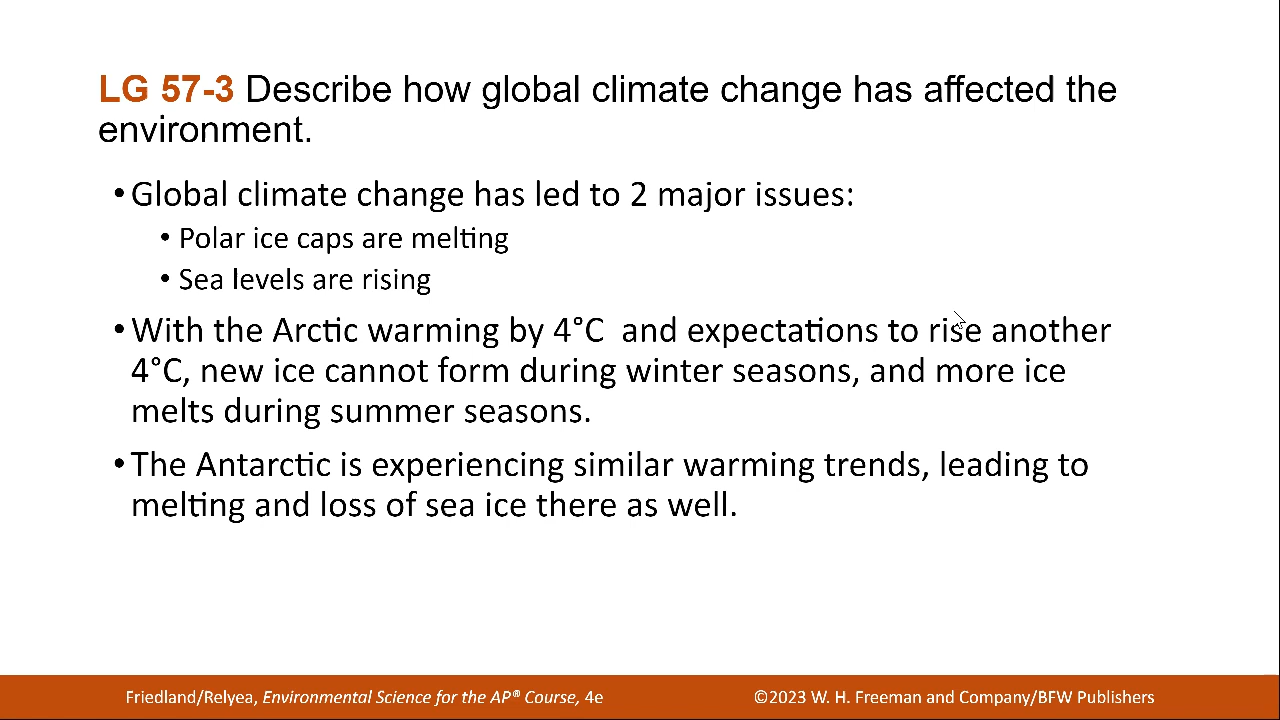 LG 57-3 Describe how global climate change has affected the
environment.
• Global climate change has led to 2 major issues:
• Polar ice caps are melting
• Sea levels are rising
• With the Arctic warming by 4°C  and expectations to rise another
4°C, new ice cannot form during winter seasons, and more ice
melts during summer seasons.
• The Antarctic is experiencing similar warming trends, leading to
melting and loss of sea ice there as well.
Friedland/Relyea, Environmental Science for the AP® Course, 4e
©2023 W. H. Freeman and Company/BFW Publishers